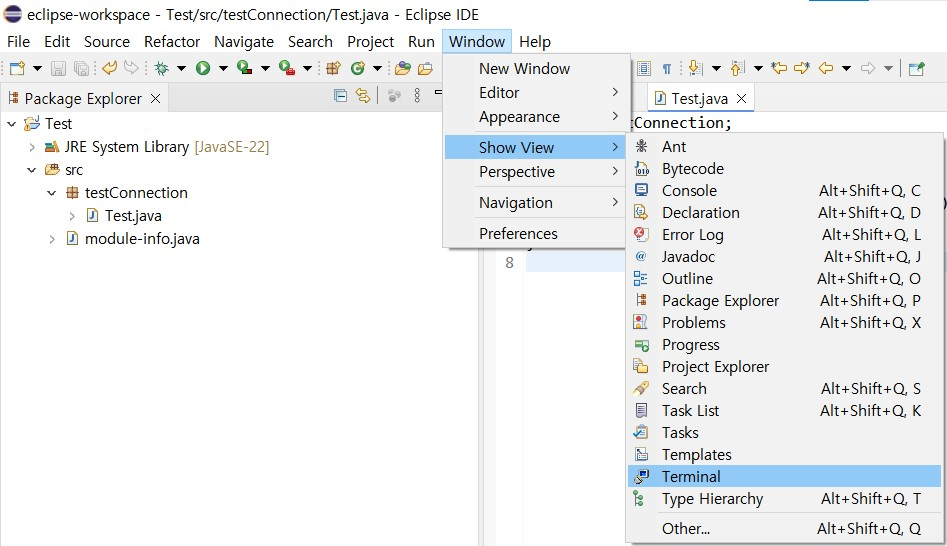 eclipse-workspace - Test/src/testConnection/Test.java - Eclipse IDE
File Edit Source Refactor Navigate Search Project Run Window Help
Package Explorer
Test
JRE System Library [JavaSE-22]
src
testConnection
Test.java
module-info.java
New Window
Editor
Appearance
Show View
Perspective
Navigation
Preferences
Test.java
Connection;
8
Ant
Bytecode
Console Alt+Shift+Q, C
Declaration Alt+Shift+Q, D
Error Log Alt+Shift+Q, L
Javadoc Alt+Shift+Q, J
Outline Alt+Shift+Q, O
Package Explorer Alt+Shift+Q, P
Problems Alt+Shift+Q, X
Progress
Project Explorer
Search Alt+Shift+Q, S
Task List Alt+Shift+Q, K
Tasks
Templates
Terminal
Type Hierarchy Alt+Shift+Q, T
Other... Alt+Shift+Q, Q